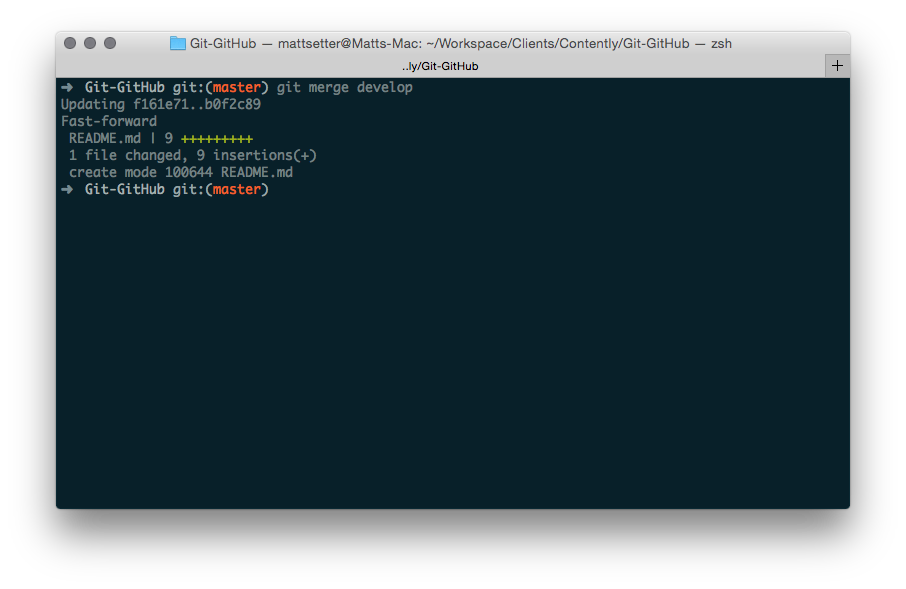 Git-GitHub — mattsetter@Matts-Mac: ~/Workspace/Clients/Contently/Git-GitHub — zsh
..ly/Git-GitHub
+
➜  Git-GitHub git:(master) git merge develop
Updating f161e71..b0f2c89
Fast-forward
 README.md | 9 +++++++++
 1 file changed, 9 insertions(+)
 create mode 100644 README.md
➜  Git-GitHub git:(master)